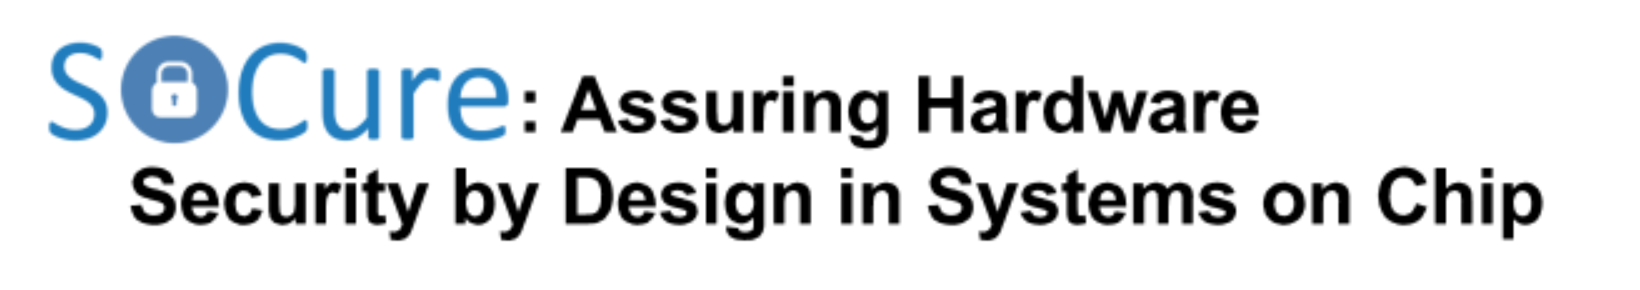 SoCure: Assuring Hardware
Security by Design in Systems on Chip